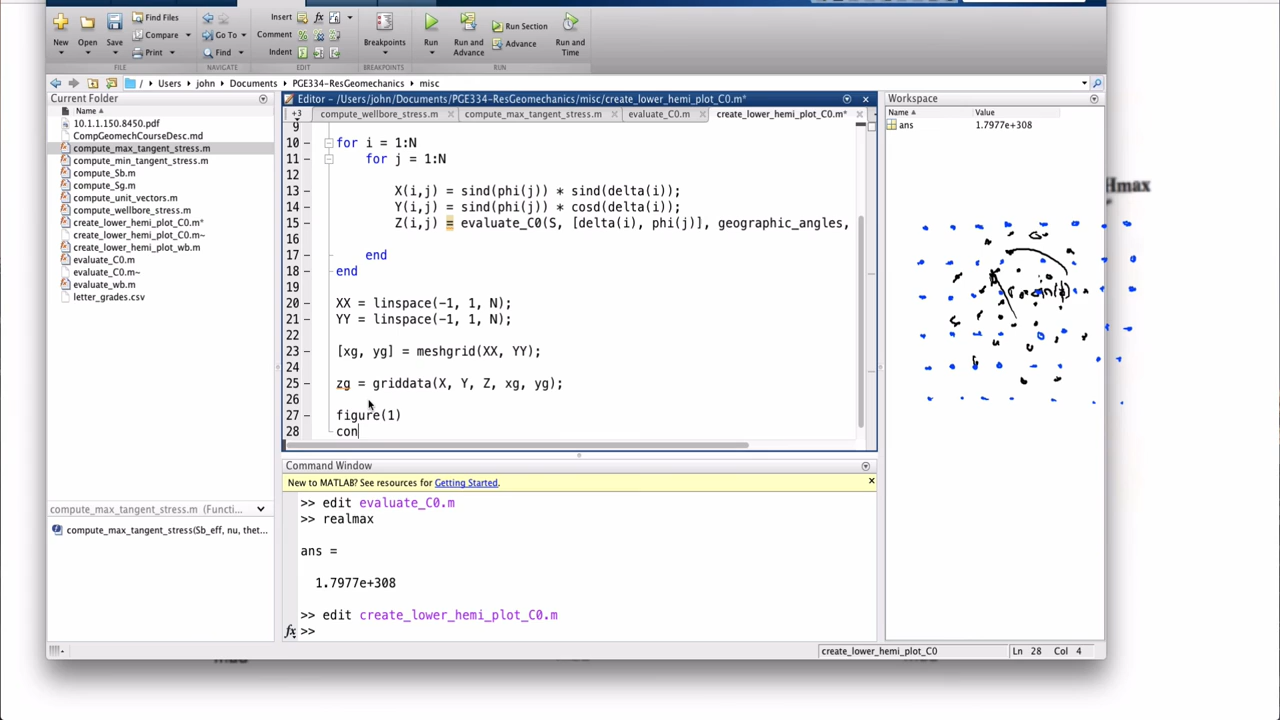 Insert fx
Find Files
Compare
Print
Go To
Find
Comment
Indent
New Open Save
Breakpoints
Run Run and Advance
Run Section
Advance
Run and Time
FILE NAVIGATE EDIT BREAKPOINTS RUN
/ Users john Documents PGE334-ResGeomechanics misc
Current Folder
Name
10.1.1.150.8450.pdf
CompGeomechCourseDesc.md
compute_max_tangent_stress.m
compute_min_tangent_stress.m
compute_Sb.m
compute_Sg.m
compute_unit_vectors.m
compute_wellbore_stress.m
create_lower_hemi_plot_C0.m*
create_lower_hemi_plot_C0.m~
create_lower_hemi_plot_wb.m
evaluate_C0.m
evaluate_C0.m~
evaluate_wb.m
letter_grades.csv
compute_max_tangent_stress.m (Functi...
compute_max_tangent_stress(Sb_eff, nu, thet...
Editor - /Users/john/Documents/PGE334-ResGeomechanics/misc/create_lower_hemi_plot_C0.m*
+3 compute_wellbore_stress.m compute_max_tangent_stress.m evaluate_C0.m create_lower_hemi_plot_C0.m*
9
10 for i = 1:N
11 for j = 1:N
12
13 X(i,j) = sind(phi(j)) * sind(delta(i));
14 Y(i,j) = sind(phi(j)) * cosd(delta(i));
15 Z(i,j) = evaluate_C0(S, [delta(i), phi(j)], geographic_angles,
16
17 end
18 end
19
20 XX = linspace(-1, 1, N);
21 YY = linspace(-1, 1, N);
22
23 [xg, yg] = meshgrid(XX, YY);
24
25 zg = griddata(X, Y, Z, xg, yg);
26
27 figure(1)
28 con
Command Window
New to MATLAB? See resources for Getting Started.
>> edit evaluate_C0.m
>> realmax
ans =
1.7977e+308
>> edit create_lower_hemi_plot_C0.m
fx >>
Workspace
Name Value
ans 1.7977e+308
Hmax
create_lower_hemi_plot_C0 Ln 28 Col 4